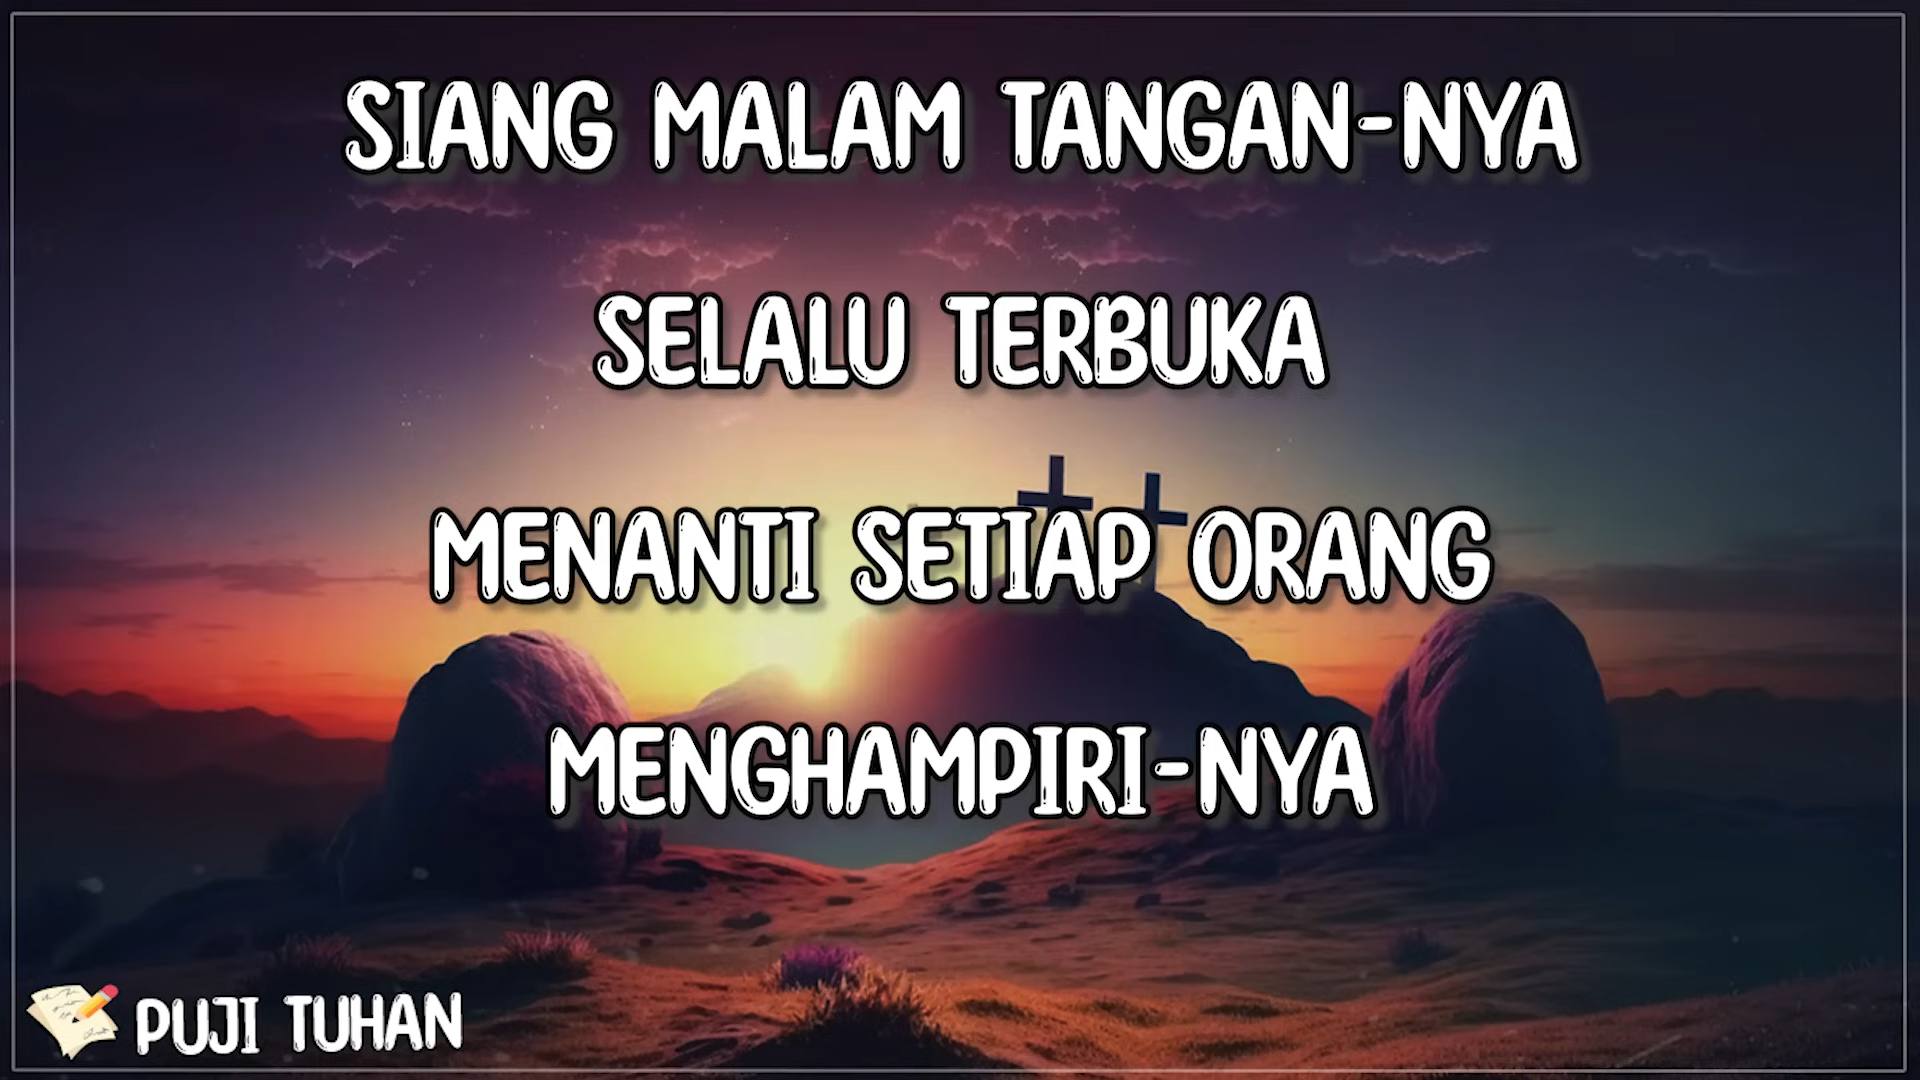 SIANG MALAM TANGAN-NYA
SELALU TERBUKA
MENANTI SETIAP ORANG
MENGHAMPIRI-NYA
PUJI TUHAN